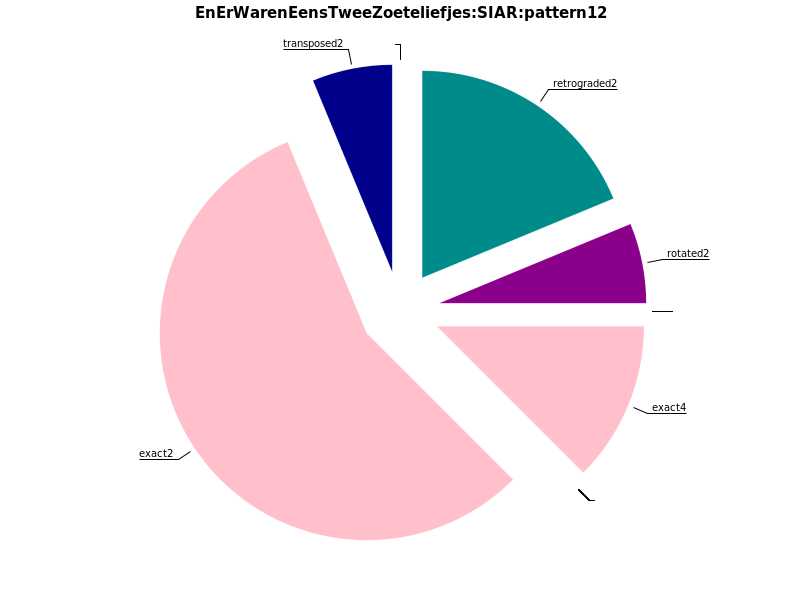 EnErWarenEensTweeZoeteliefjes:SIAR:pattern12
transposed2
retrograded2
rotated2
exact4
exact2